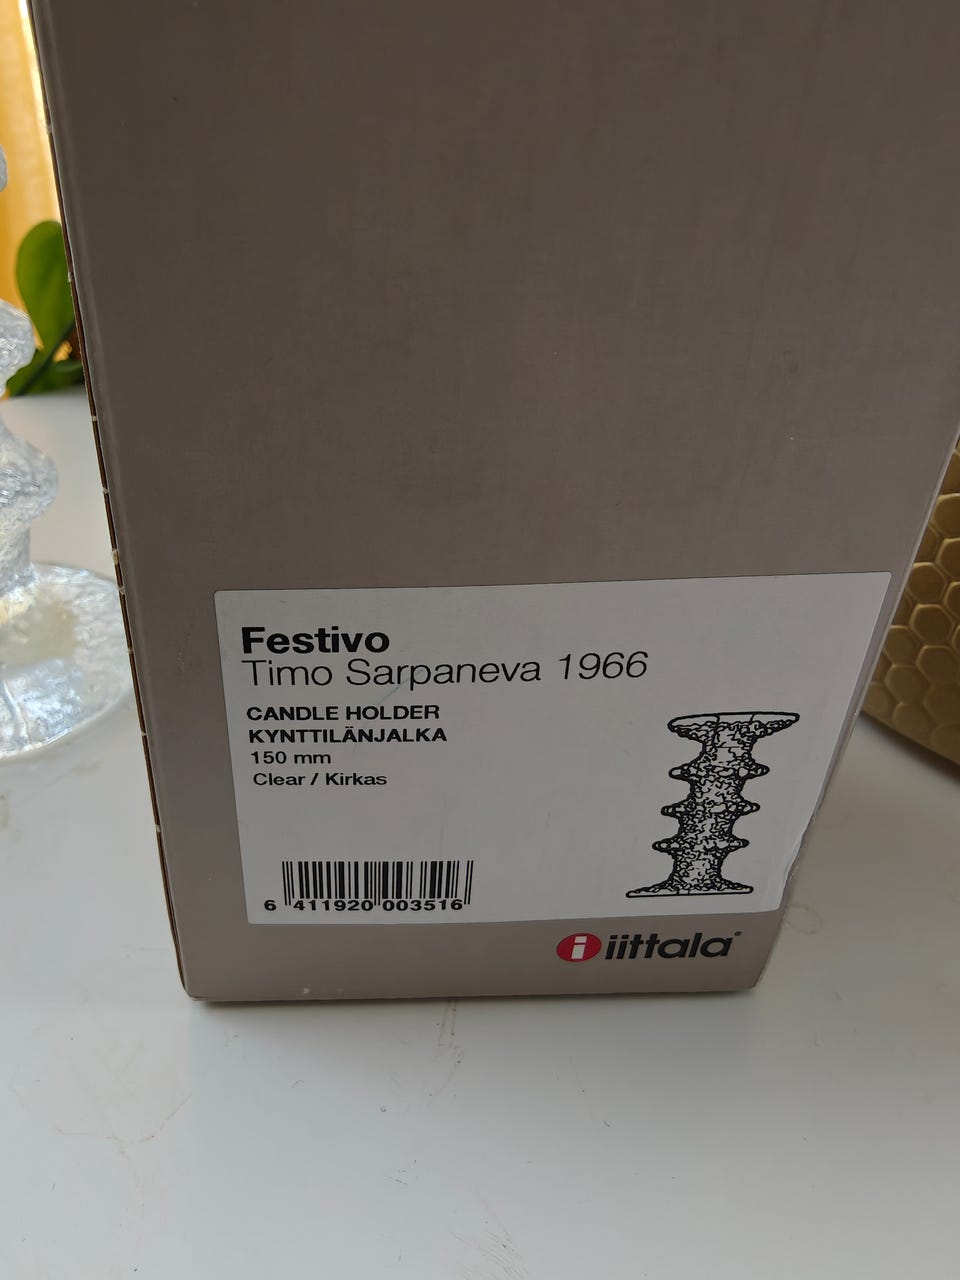 Festivo
Timo Sarpaneva 1966
CANDLE HOLDER
KYNTTILÄNJALKA
150 mm
Clear / Kirkas
6 411920 003516
i iittala®